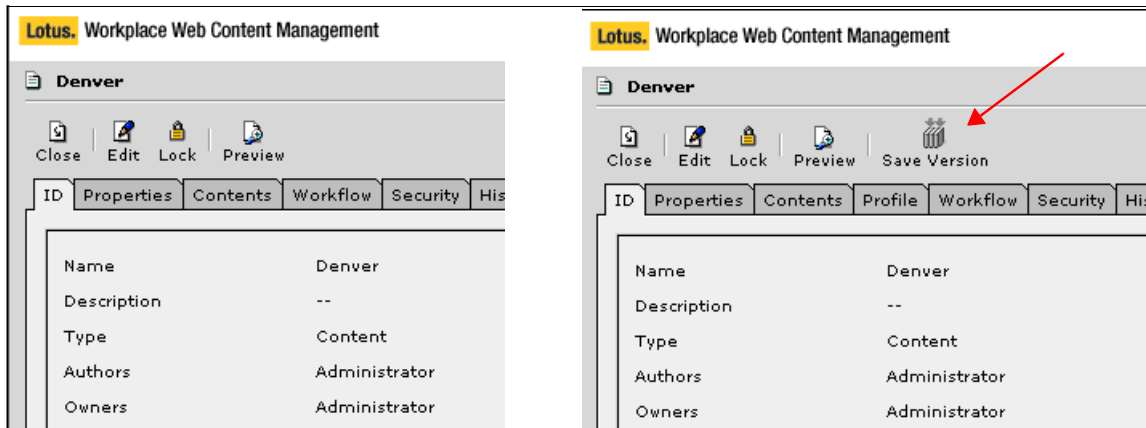 Lotus. Workplace Web Content Management
Denver
Close Edit Lock Preview
ID Properties Contents Workflow Security His
Name Denver
Description --
Type Content
Authors Administrator
Owners Administrator
Lotus. Workplace Web Content Management
Denver
Close Edit Lock Preview Save Version
ID Properties Contents Profile Workflow Security His
Name Denver
Description --
Type Content
Authors Administrator
Owners Administrator